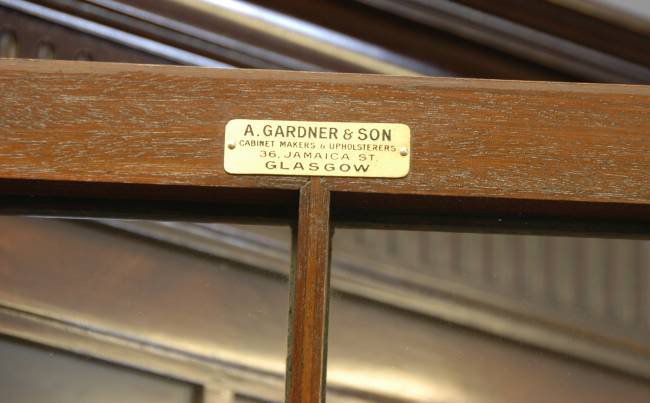 A. GARDNER & SON
CABINET MAKERS & UPHOLSTERERS
36, JAMAICA ST.
GLASGOW